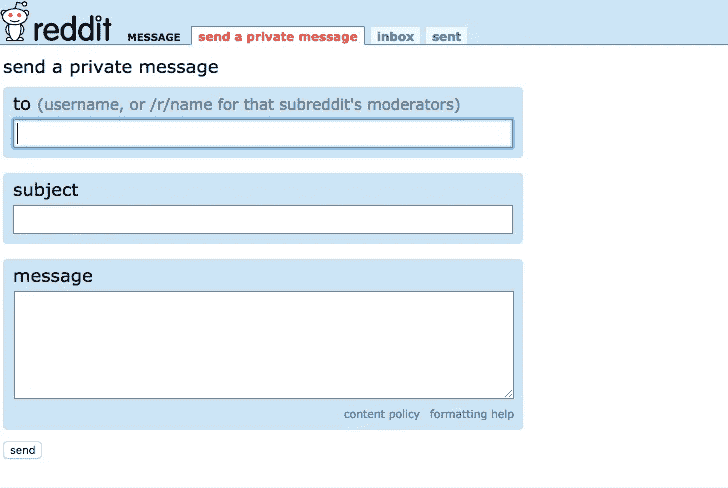 reddit MESSAGE send a private message inbox sent
send a private message
to (username, or /r/name for that subreddit's moderators)
subject
message
content policy formatting help
send